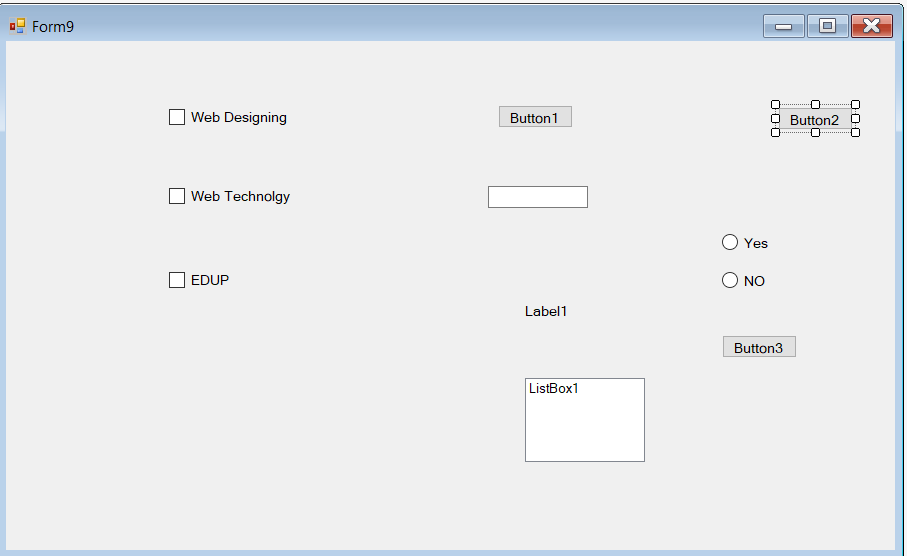 Form9
Web Designing
Button1
Button2
Web Technolgy
Yes
EDUP
NO
Label1
Button3
ListBox1